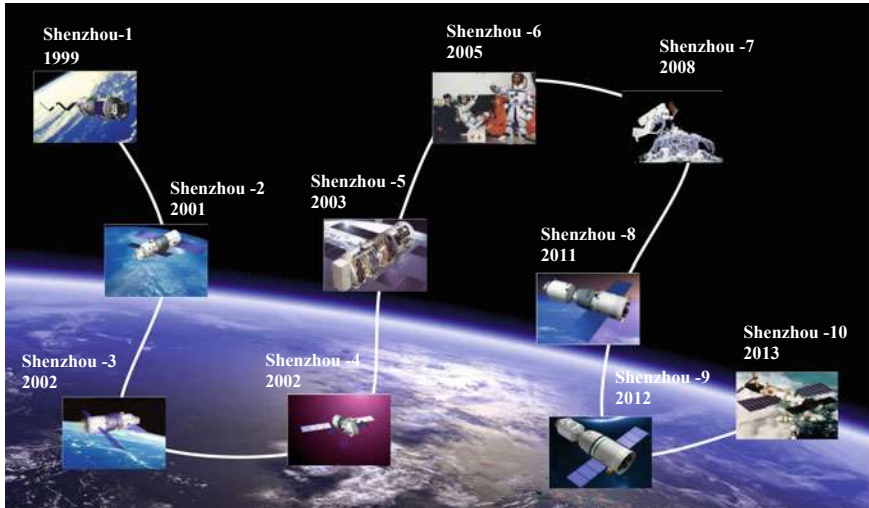 Shenzhou-1
1999
Shenzhou -2
2001
Shenzhou -3
2002
Shenzhou -4
2002
Shenzhou -5
2003
Shenzhou -6
2005
Shenzhou -7
2008
Shenzhou -8
2011
Shenzhou -9
2012
Shenzhou -10
2013